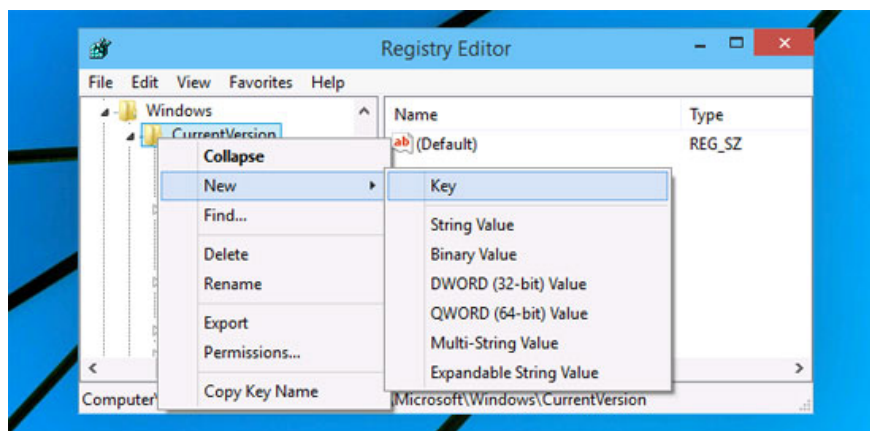 Registry Editor
File Edit View Favorites Help
Windows
CurrentVersion
Name Type
ab (Default) REG_SZ
Collapse
New
Find...
Delete
Rename
Export
Permissions...
Copy Key Name
Key
String Value
Binary Value
DWORD (32-bit) Value
QWORD (64-bit) Value
Multi-String Value
Expandable String Value
Computer\ \Microsoft\Windows\CurrentVersion